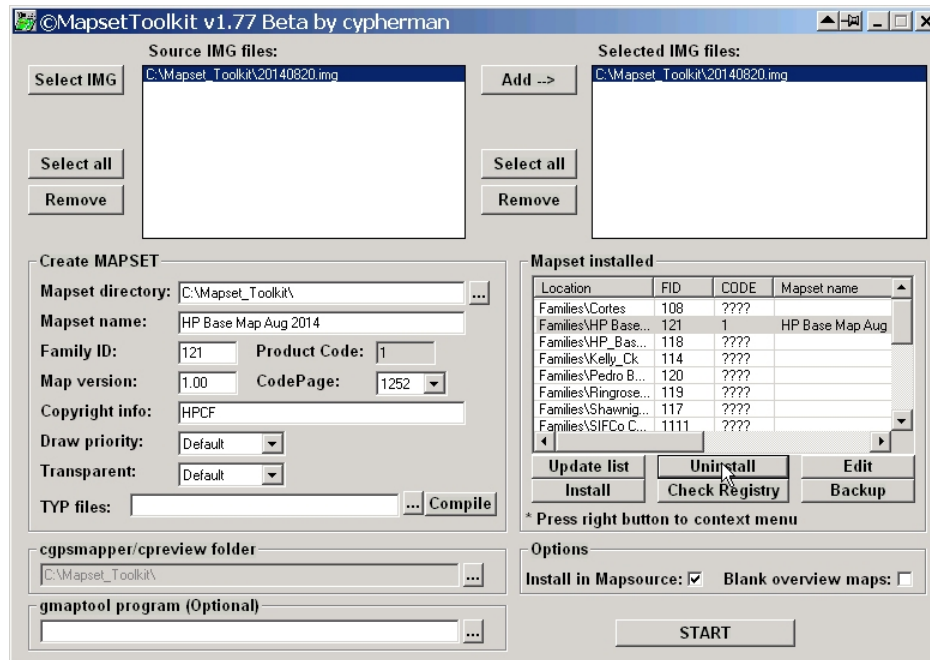 ©MapsetToolkit v1.77 Beta by cypherman
Source IMG files:
Selected IMG files:
Select IMG
C:\Mapset_Toolkit\20140820.img
Add -->
C:\Mapset_Toolkit\20140820.img
Select all
Select all
Remove
Remove
Create MAPSET
Mapset directory: C:\Mapset_Toolkit\ ...
Mapset name: HP Base Map Aug 2014
Family ID: 121 Product Code: 1
Map version: 1.00 CodePage: 1252
Copyright info: HPCF
Draw priority: Default
Transparent: Default
TYP files: ... Compile
Mapset installed
Location FID CODE Mapset name
Families\Cortes 108 ????
Families\HP Base... 121 1 HP Base Map Aug
Families\HP_Bas... 118 ????
Families\Kelly_Ck 114 ????
Families\Pedro B... 120 ????
Families\Ringrose... 119 ????
Families\Shawnig... 117 ????
Families\SIFCo C... 1111 ????
Update list Uninstall Edit
Install Check Registry Backup
* Press right button to context menu
cgpsmapper/cpreview folder
C:\Mapset_Toolkit\ ...
gmaptool program (Optional)
...
Options
Install in Mapsource: Blank overview maps:
START